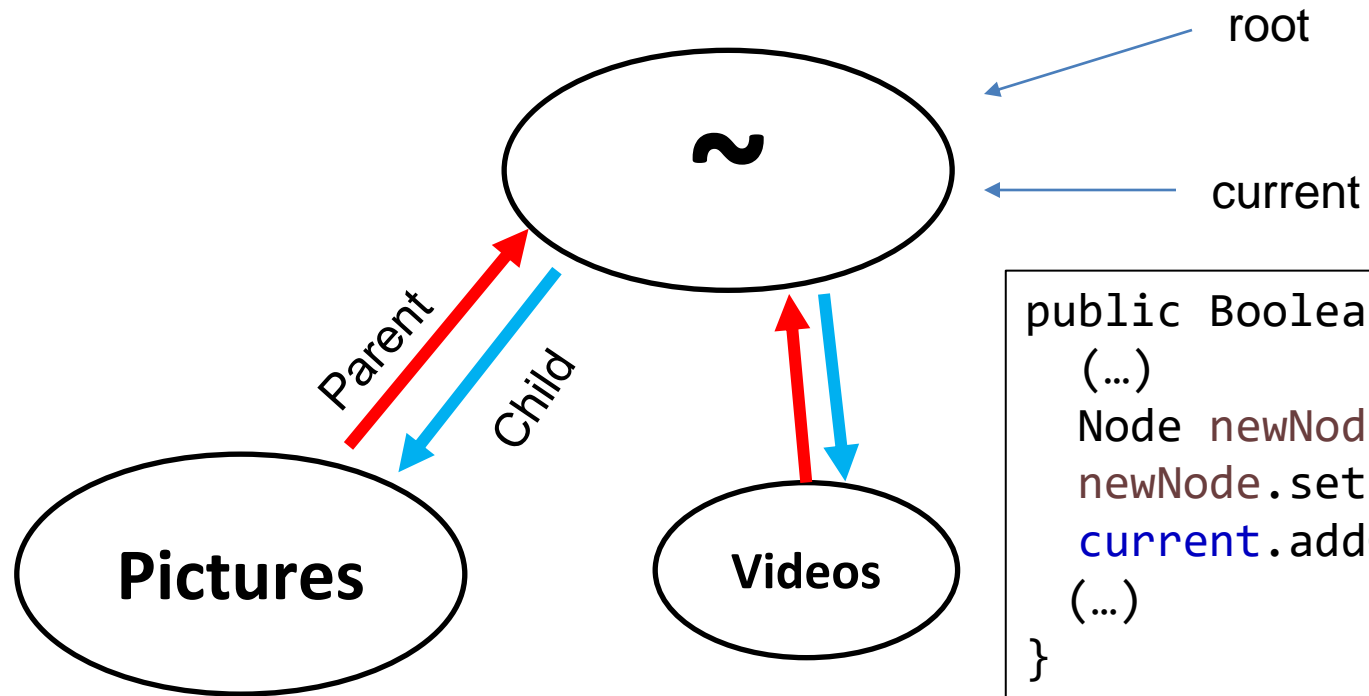 root
~
current
Parent
Child
Pictures
Videos
public Boolea
(…)
Node newNod
newNode.set
current.add
(…)
}